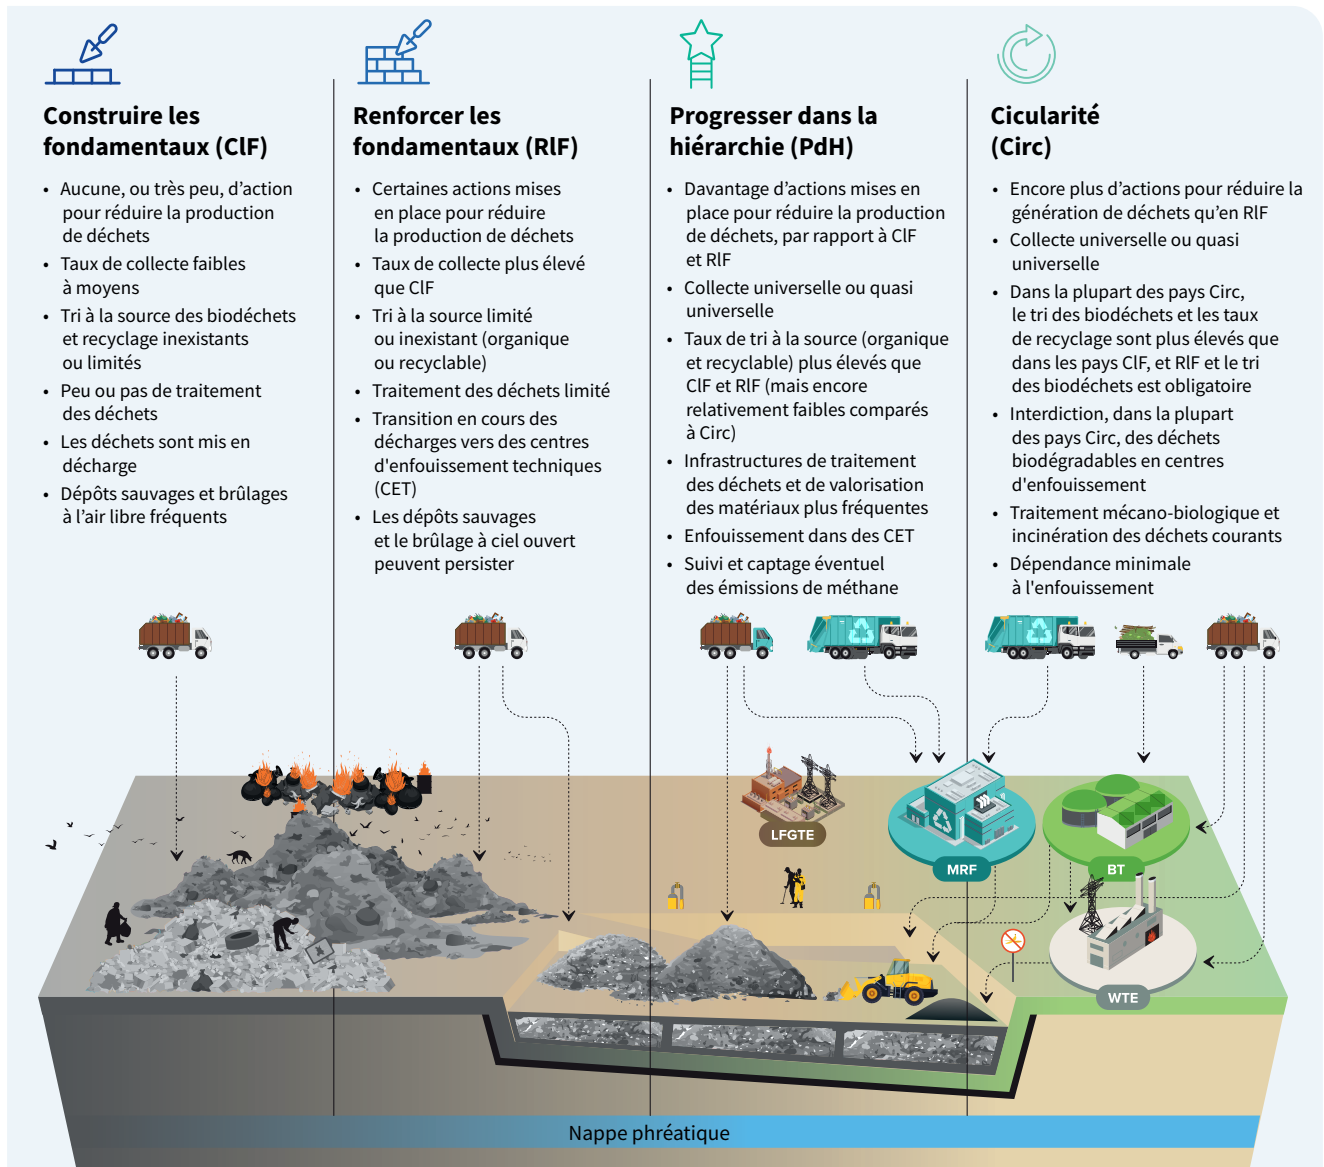 Construire les
fondamentaux (ClF)
• Aucune, ou très peu, d’action
pour réduire la production
de déchets
• Taux de collecte faibles
à moyens
• Tri à la source des biodéchets
et recyclage inexistants
ou limités
• Peu ou pas de traitement
des déchets
• Les déchets sont mis en
décharge
• Dépôts sauvages et brûlages
à l’air libre fréquents
Renforcer les
fondamentaux (RlF)
• Certaines actions mises
en place pour réduire
la production de déchets
• Taux de collecte plus élevé
que ClF
• Tri à la source limité
ou inexistant (organique
ou recyclable)
• Traitement des déchets limité
• Transition en cours des
décharges vers des centres
d'enfouissement techniques
(CET)
• Les dépôts sauvages
et le brûlage à ciel ouvert
peuvent persister
Progresser dans la
hiérarchie (PdH)
• Davantage d’actions mises en
place pour réduire la production
de déchets, par rapport à ClF
et RlF
• Collecte universelle ou quasi
universelle
• Taux de tri à la source (organique
et recyclable) plus élevés que
ClF et RlF (mais encore
relativement faibles comparés
à Circ)
• Infrastructures de traitement
des déchets et de valorisation
des matériaux plus fréquentes
• Enfouissement dans des CET
• Suivi et captage éventuel
des émissions de méthane
Cicularité
(Circ)
• Encore plus d’actions pour réduire la
génération de déchets qu’en RlF
• Collecte universelle ou quasi
universelle
• Dans la plupart des pays Circ,
le tri des biodéchets et les taux
de recyclage sont plus élevés que
dans les pays ClF, et RlF et le tri
des biodéchets est obligatoire
• Interdiction, dans la plupart
des pays Circ, des déchets
biodégradables en centres
d'enfouissement
• Traitement mécano-biologique et
incinération des déchets courants
• Dépendance minimale
à l'enfouissement
LFGTE
MRF
BT
WTE
Nappe phréatique